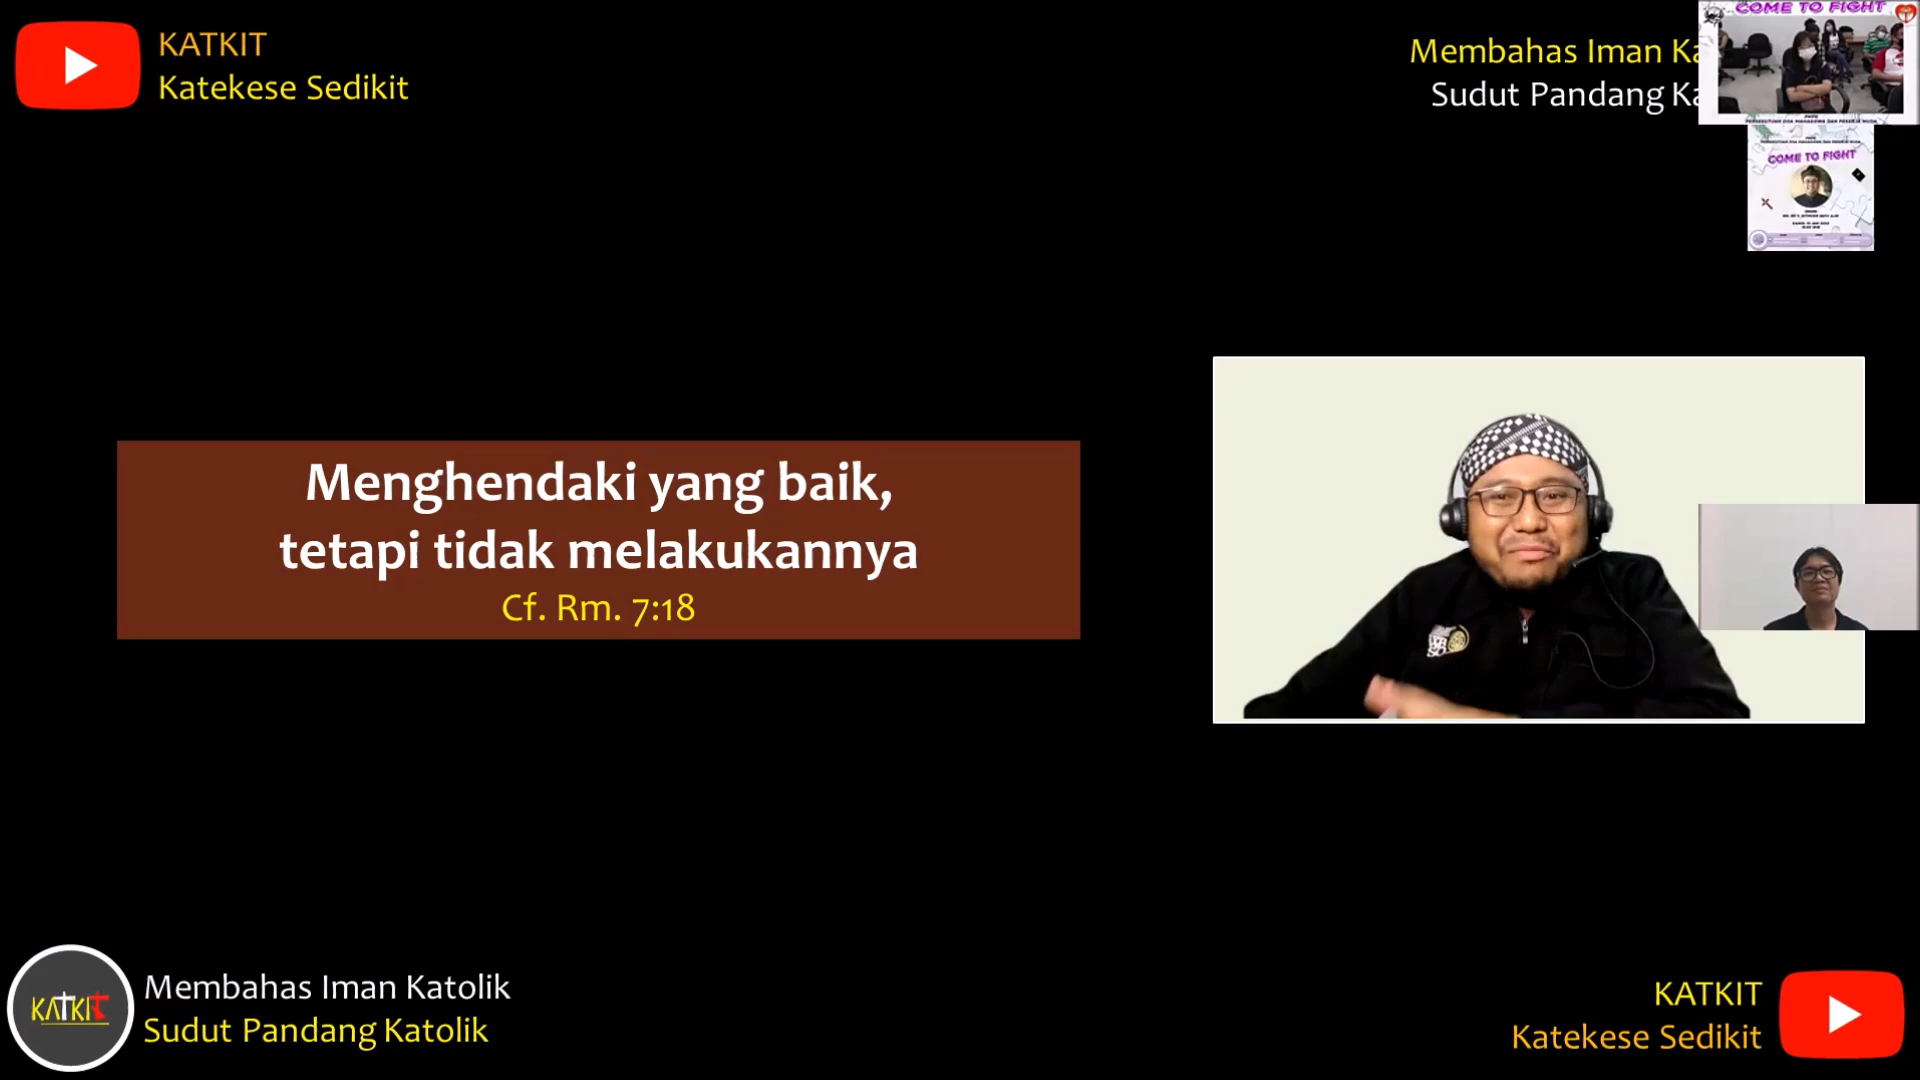 KATKIT
Katekese Sedikit
Membahas Iman Ka
Sudut Pandang Ka
COME TO FIGHT
COME TO FIGHT
Menghendaki yang baik,
tetapi tidak melakukannya
Cf. Rm. 7:18
KATKIT
Membahas Iman Katolik
Sudut Pandang Katolik
KATKIT
Katekese Sedikit